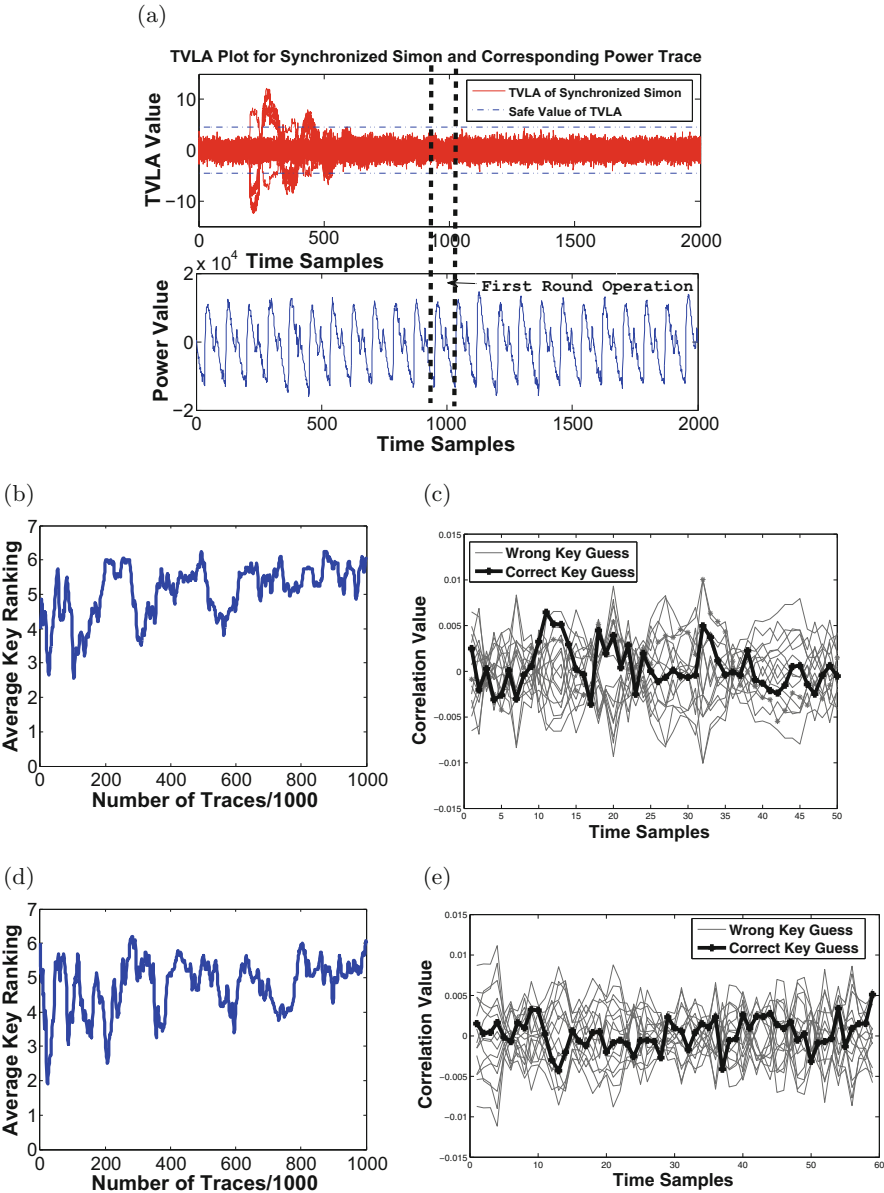 (a)
TVLA Plot for Synchronized Simon and Corresponding Power Trace
TVLA of Synchronized Simon
Safe Value of TVLA
TVLA Value
10
0
−10
0
500
1000
1500
2000
Time Samples
x 10^4
2
0
−2
Power Value
First Round Operation
0
500
1000
1500
2000
Time Samples
(b)
7
6
5
4
3
2
1
0
Average Key Ranking
0
200
400
600
800
1000
Number of Traces/1000
(c)
0.015
0.01
0.005
0
−0.005
−0.01
−0.015
Correlation Value
Wrong Key Guess
Correct Key Guess
0
5
10
15
20
25
30
35
40
45
50
Time Samples
(d)
7
6
5
4
3
2
1
0
Average Key Ranking
0
200
400
600
800
1000
Number of Traces/1000
(e)
0.015
0.01
0.005
0
−0.005
−0.01
−0.015
Correlation Value
Wrong Key Guess
Correct Key Guess
0
10
20
30
40
50
60
Time Samples